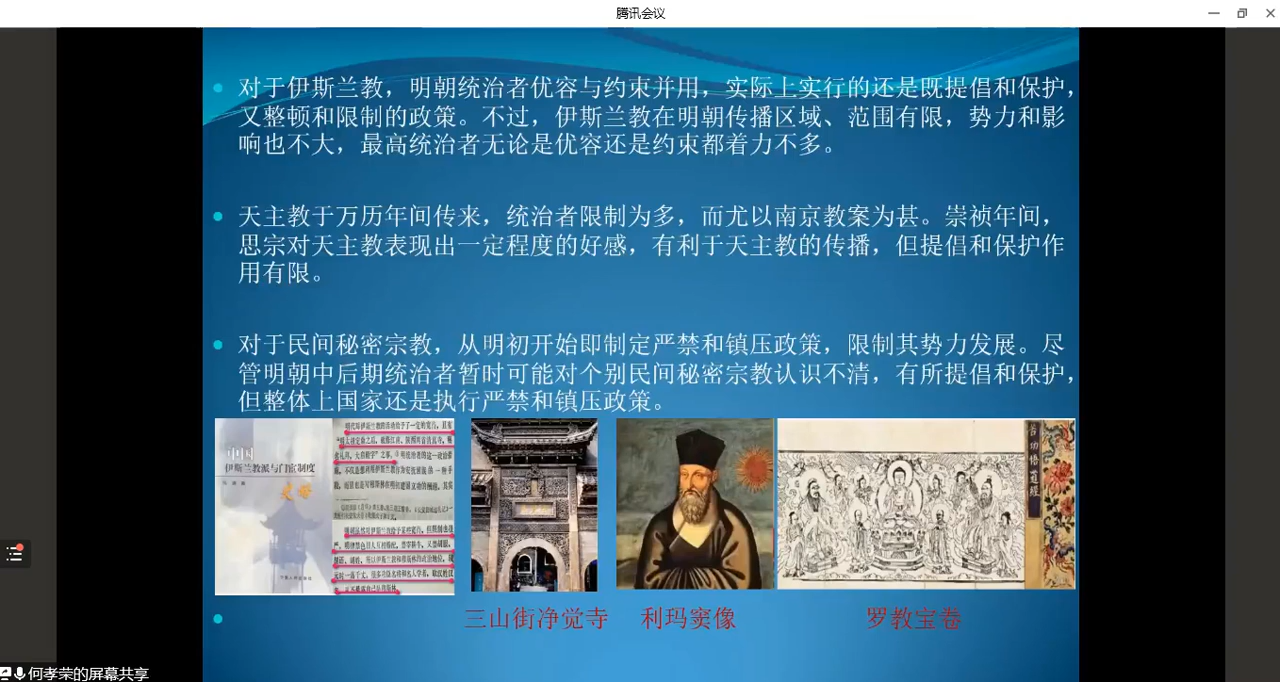 腾讯会议
对于伊斯兰教，明朝统治者优容与约束并用，实际上实行的还是既提倡和保护，
又整顿和限制的政策。不过，伊斯兰教在明朝传播区域、范围有限，势力和影
响也不大，最高统治者无论是优容还是约束都着力不多。
天主教于万历年间传来，统治者限制为多，而尤以南京教案为甚。崇祯年间，
思宗对天主教表现出一定程度的好感，有利于天主教的传播，但提倡和保护作
用有限。
对于民间秘密宗教，从明初开始即制定严禁和镇压政策，限制其势力发展。尽
管明朝中后期统治者暂时可能对个别民间秘密宗教认识不清，有所提倡和保护，
但整体上国家还是执行严禁和镇压政策。
中国
伊斯兰教派与门宦制度
史略
三山街净觉寺
利玛窦像
罗教宝卷
何孝荣的屏幕共享